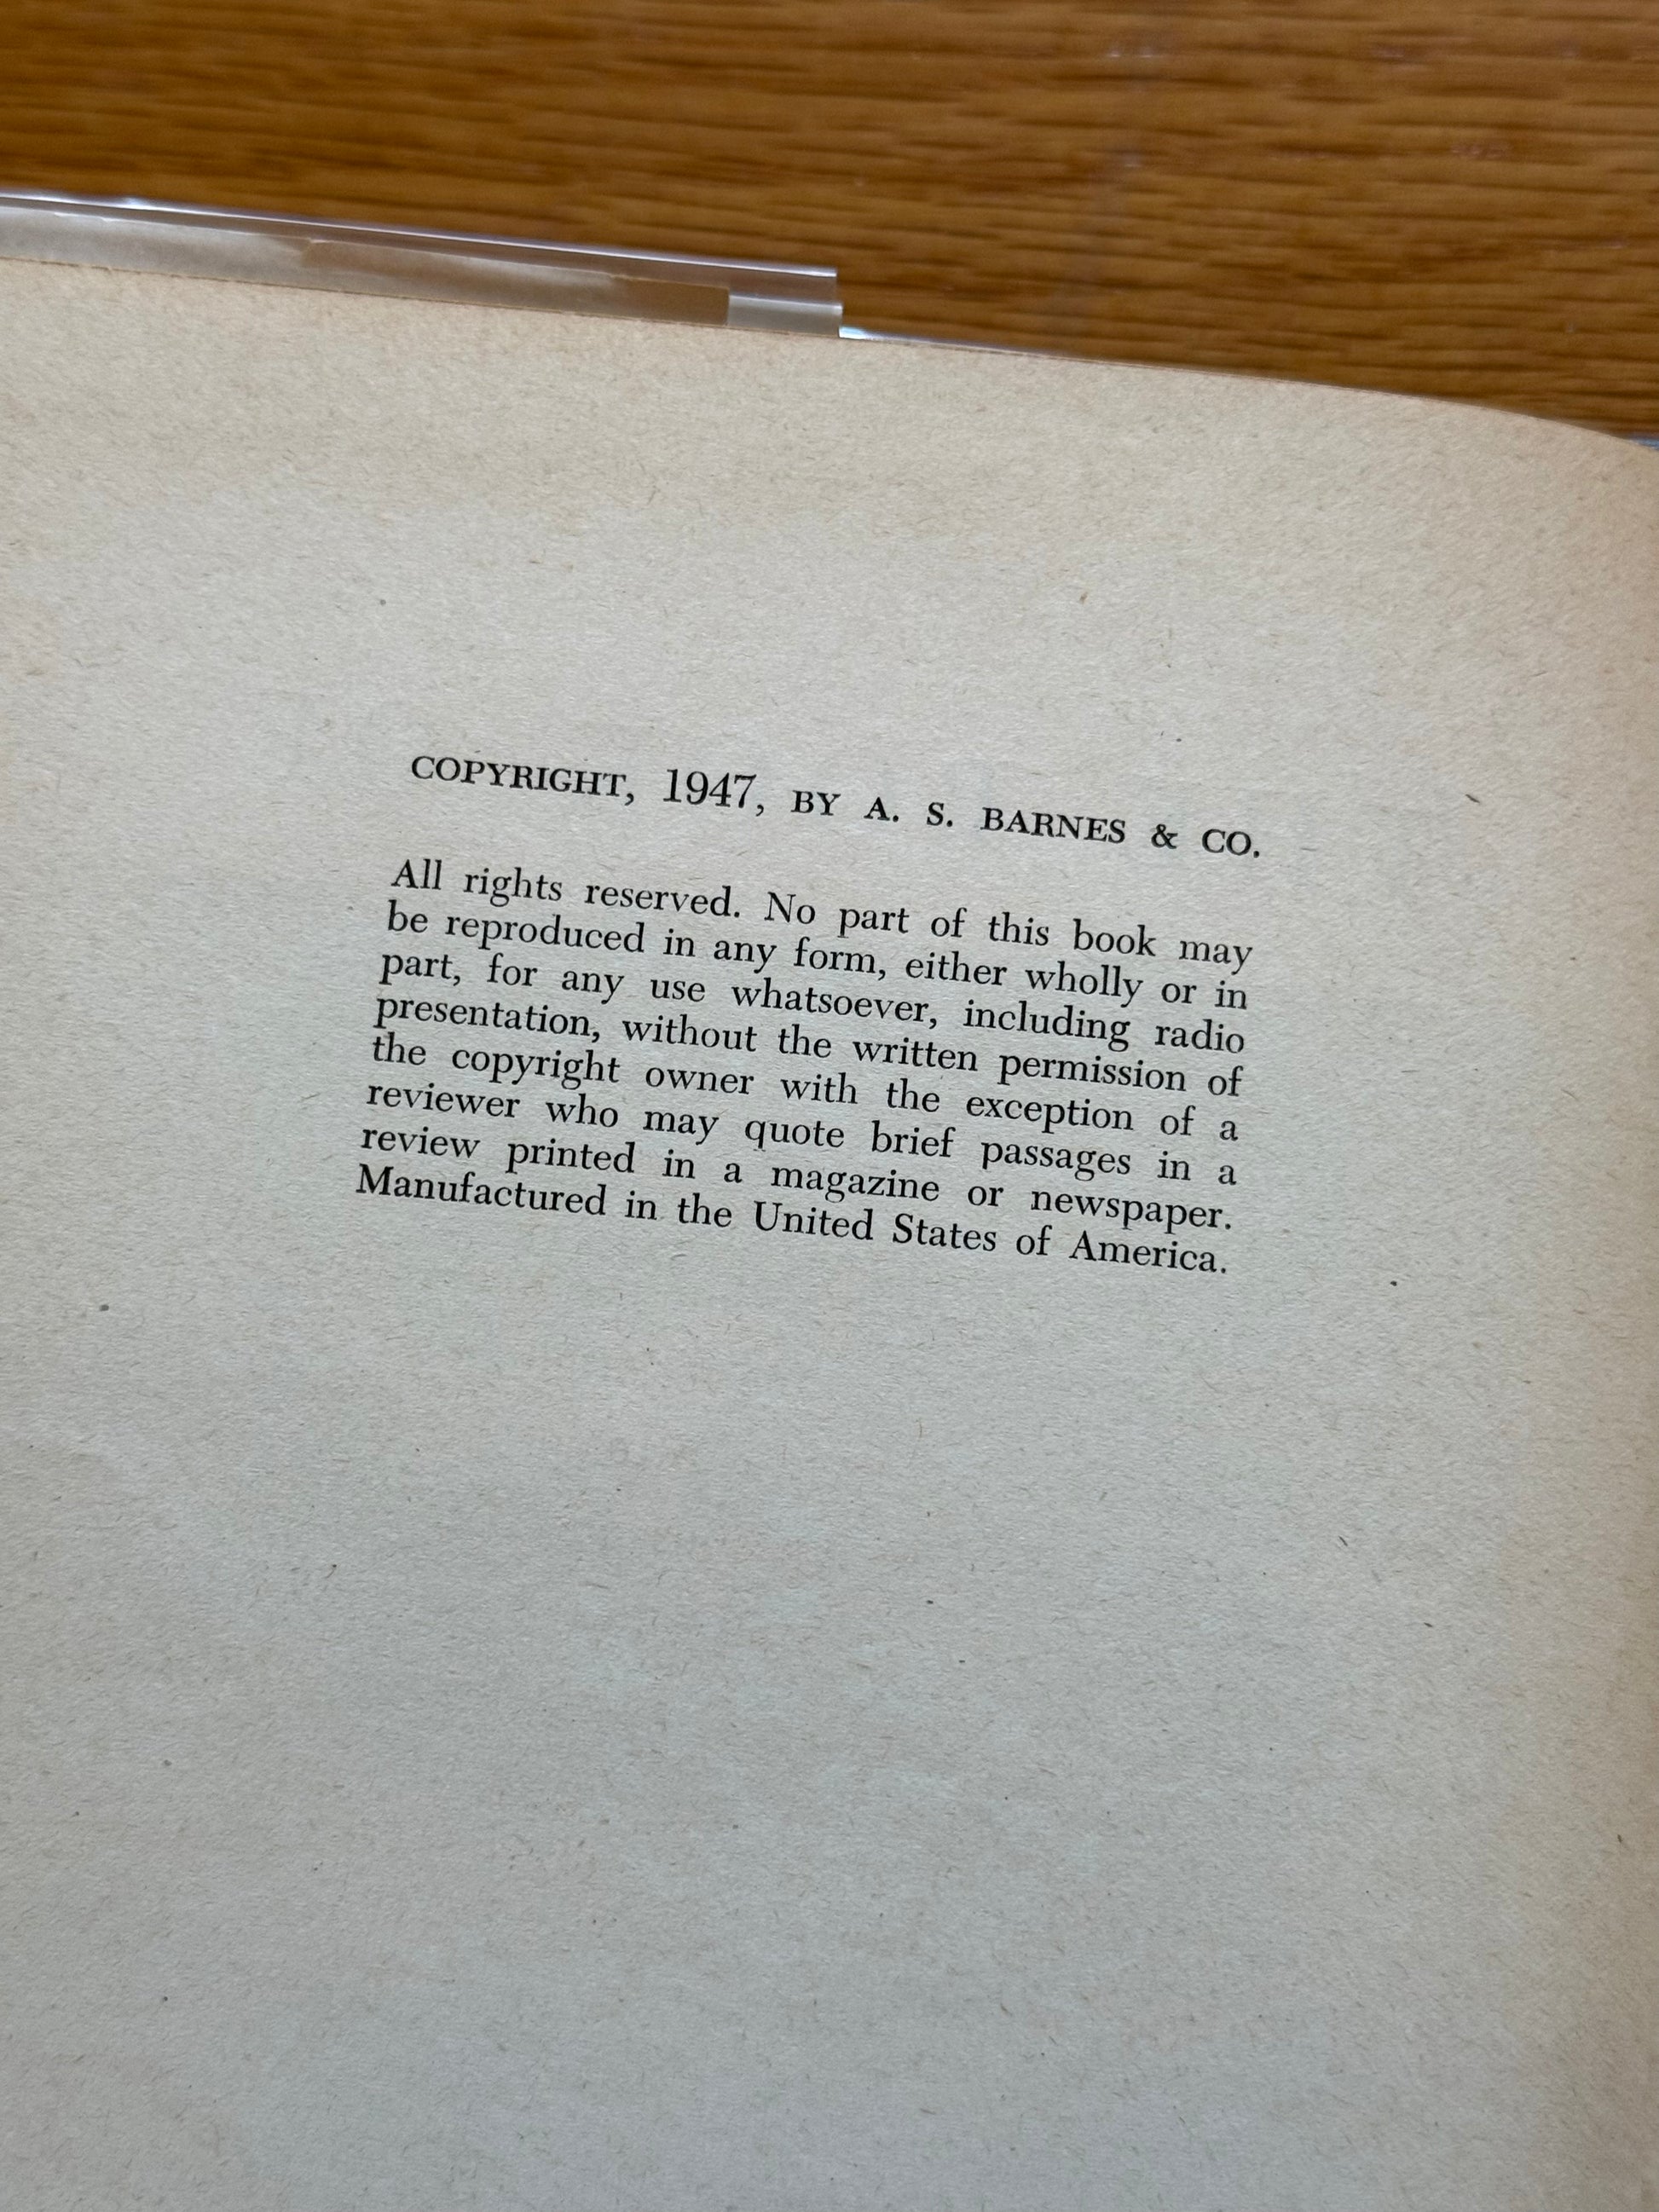 COPYRIGHT, 1947, BY A. S. BARNES & CO.
All rights reserved. No part of this book may
be reproduced in any form, either wholly or in
part, for any use whatsoever, including radio
presentation, without the written permission of
the copyright owner with the exception of a
reviewer who may quote brief passages in a
review printed in a magazine or newspaper.
Manufactured in the United States of America.